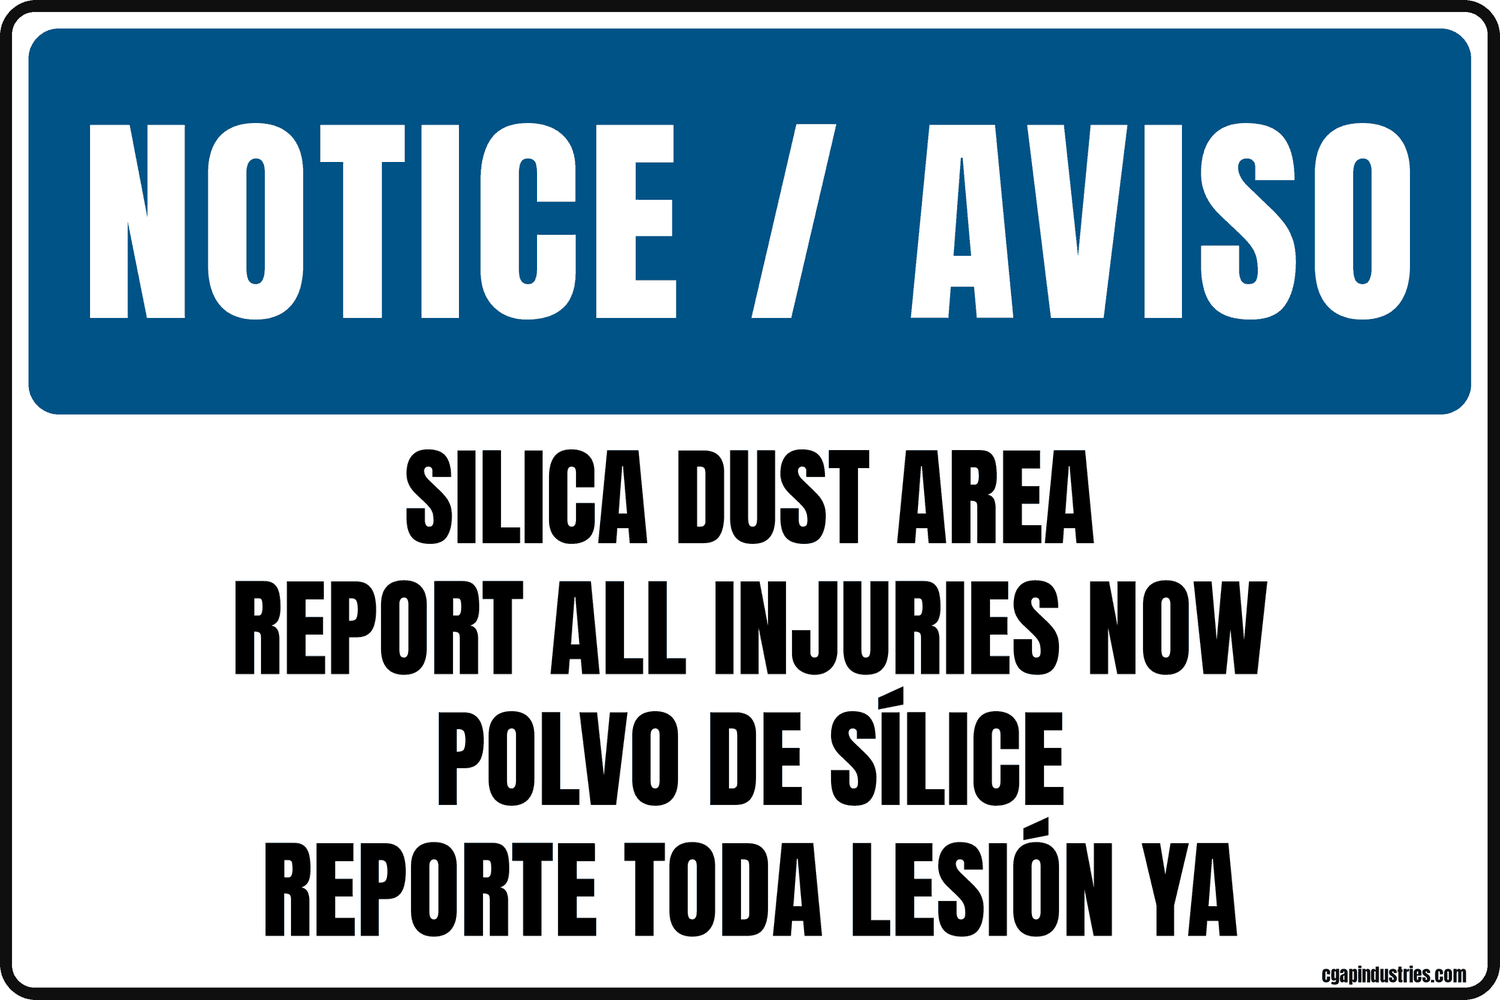 NOTICE / AVISO
SILICA DUST AREA
REPORT ALL INJURIES NOW
POLVO DE SÍLICE
REPORTE TODA LESIÓN YA
cgapindustries.com